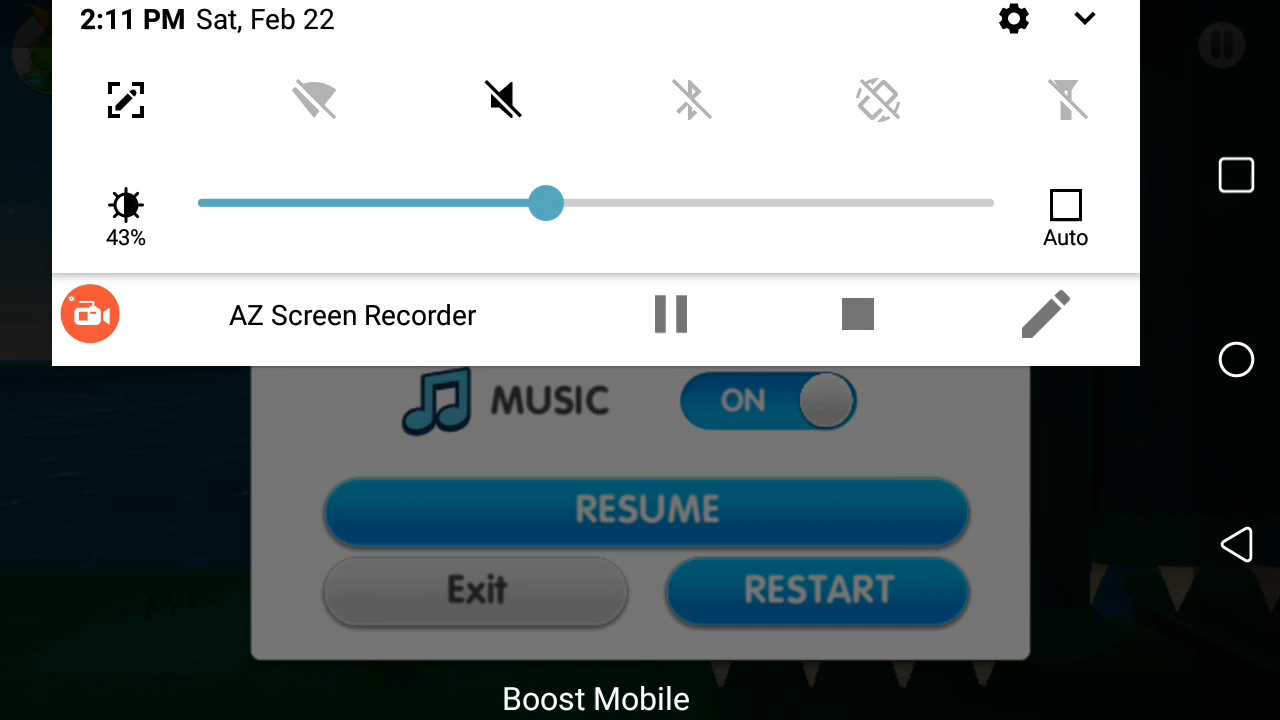 2:11 PM Sat, Feb 22
43%
Auto
AZ Screen Recorder
MUSIC ON
RESUME
Exit RESTART
Boost Mobile